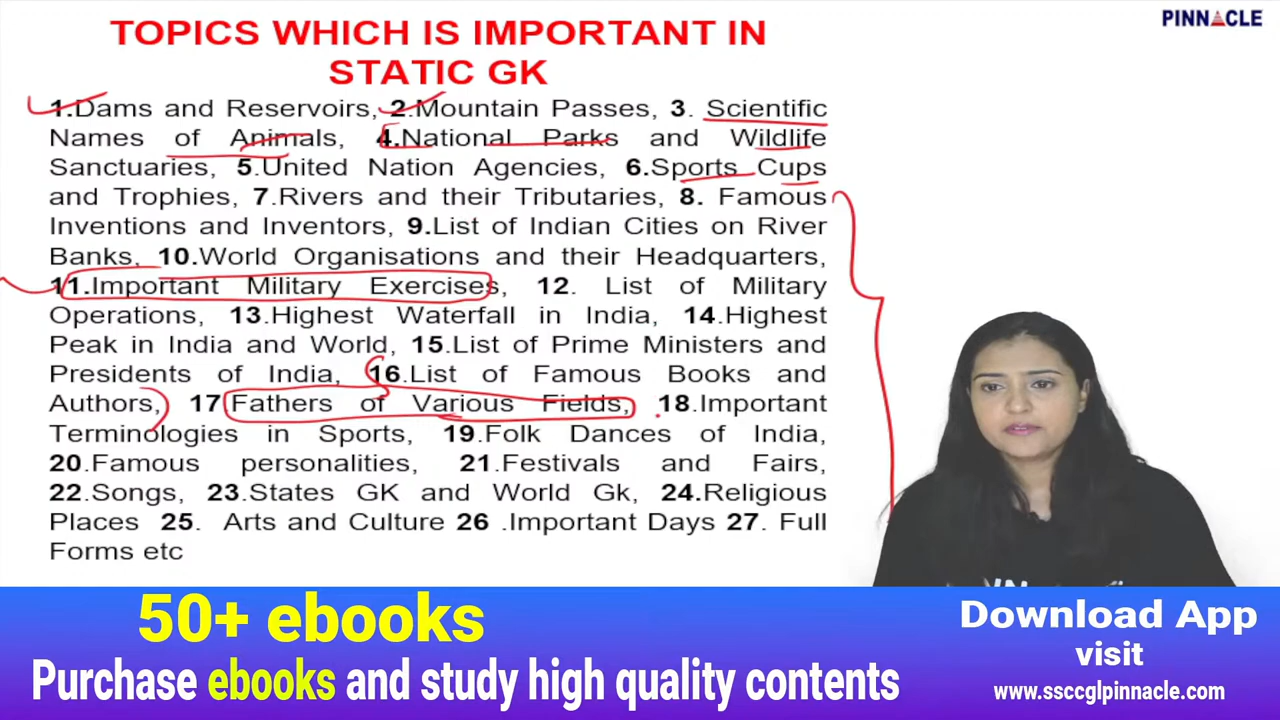 PINNACLE
TOPICS WHICH IS IMPORTANT IN
STATIC GK
1.Dams and Reservoirs, 2.Mountain Passes, 3. Scientific
Names of Animals, 4.National Parks and Wildlife
Sanctuaries, 5.United Nation Agencies, 6.Sports Cups
and Trophies, 7.Rivers and their Tributaries, 8. Famous
Inventions and Inventors, 9.List of Indian Cities on River
Banks, 10.World Organisations and their Headquarters,
11.Important Military Exercises, 12. List of Military
Operations, 13.Highest Waterfall in India, 14.Highest
Peak in India and World, 15.List of Prime Ministers and
Presidents of India, 16.List of Famous Books and
Authors, 17 Fathers of Various Fields, 18.Important
Terminologies in Sports, 19.Folk Dances of India,
20.Famous personalities, 21.Festivals and Fairs,
22.Songs, 23.States GK and World Gk, 24.Religious
Places 25. Arts and Culture 26 .Important Days 27. Full
Forms etc
50+ ebooks
Purchase ebooks and study high quality contents
Download App
visit
www.ssccglpinnacle.com